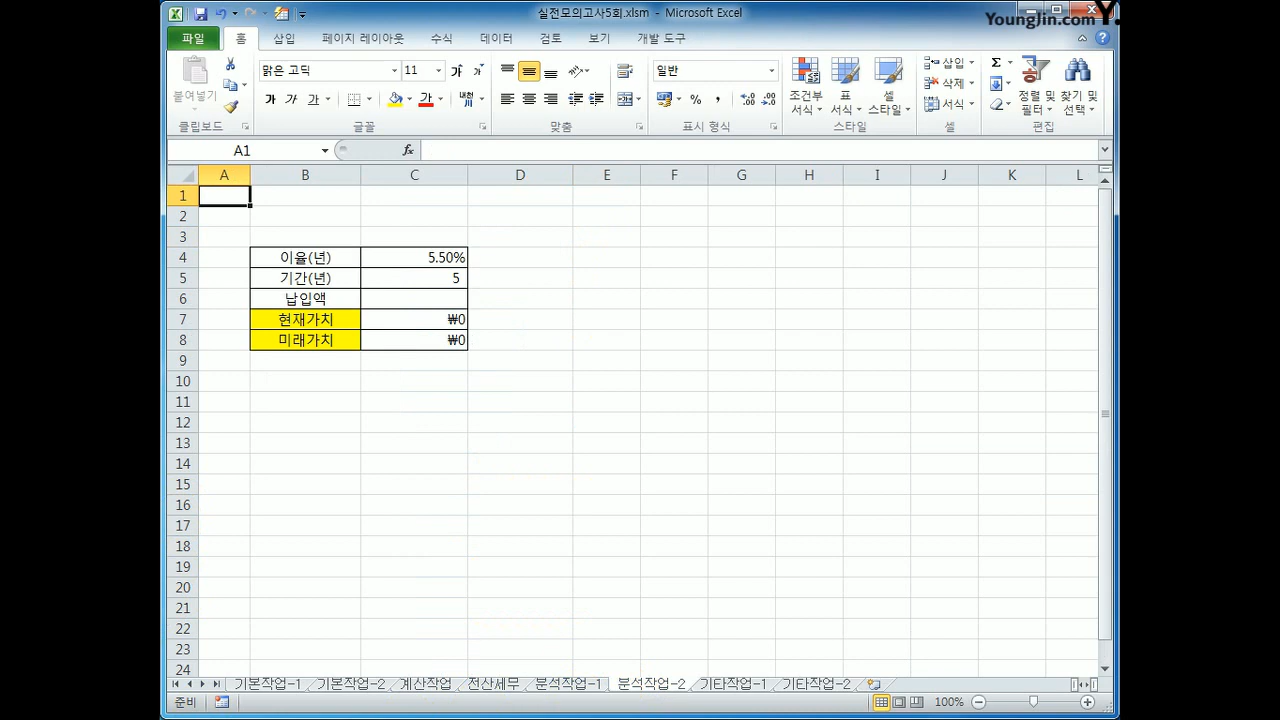 실전모의고사5회.xlsm - Microsoft Excel
YoungJin.com Y.
파일 홈 삽입 페이지 레이아웃 수식 데이터 검토 보기 개발 도구
붙여넣기
클립보드
맑은 고딕 11
가 가 가 가 내천
글꼴
맞춤
일반
% ,
표시 형식
조건부 서식
표 서식
셀 스타일
스타일
삽입
삭제
서식
셀
Σ
정렬 및 필터
찾기 및 선택
편집
A1 fx
A B C D E F G H I J K L
1
2
3
4 이율(년) 5.50%
5 기간(년) 5
6 납입액
7 현재가치 ₩0
8 미래가치 ₩0
9
10
11
12
13
14
15
16
17
18
19
20
21
22
23
24
기본작업-1 기본작업-2 계산작업 전산세무 분석작업-1 분석작업-2 기타작업-1 기타작업-2
준비 100%